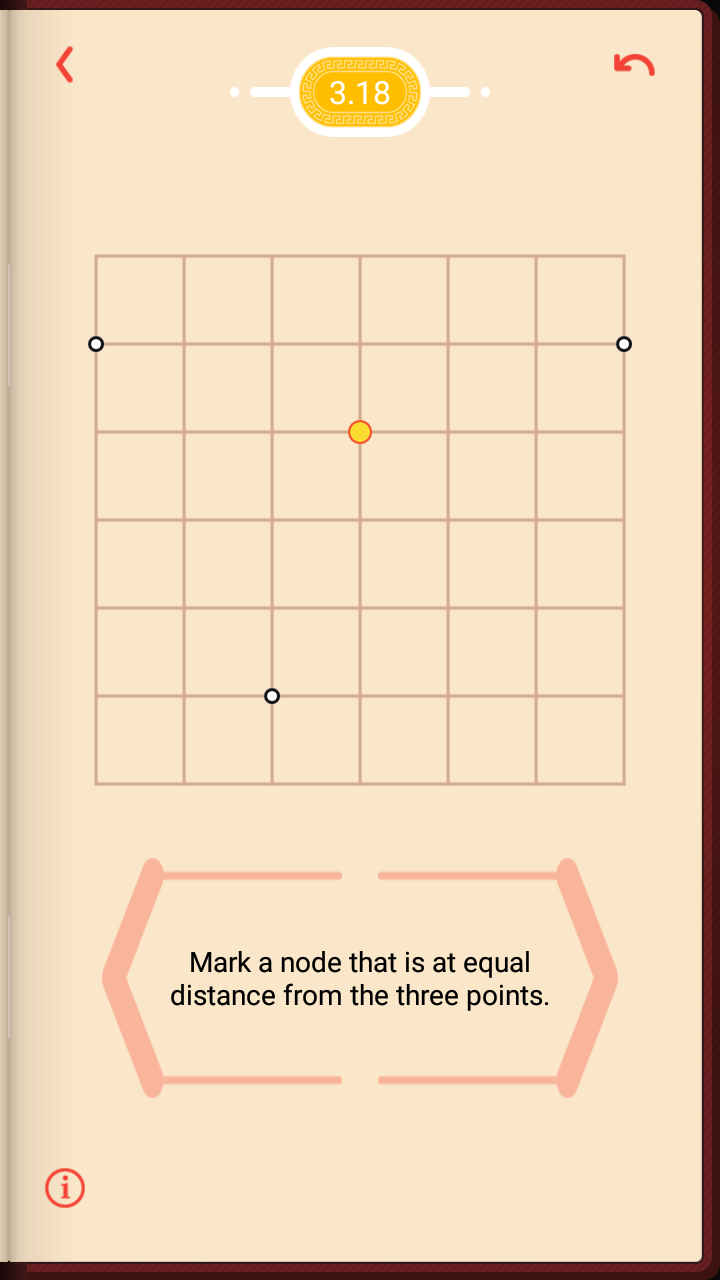 3.18
Mark a node that is at equal
distance from the three points.